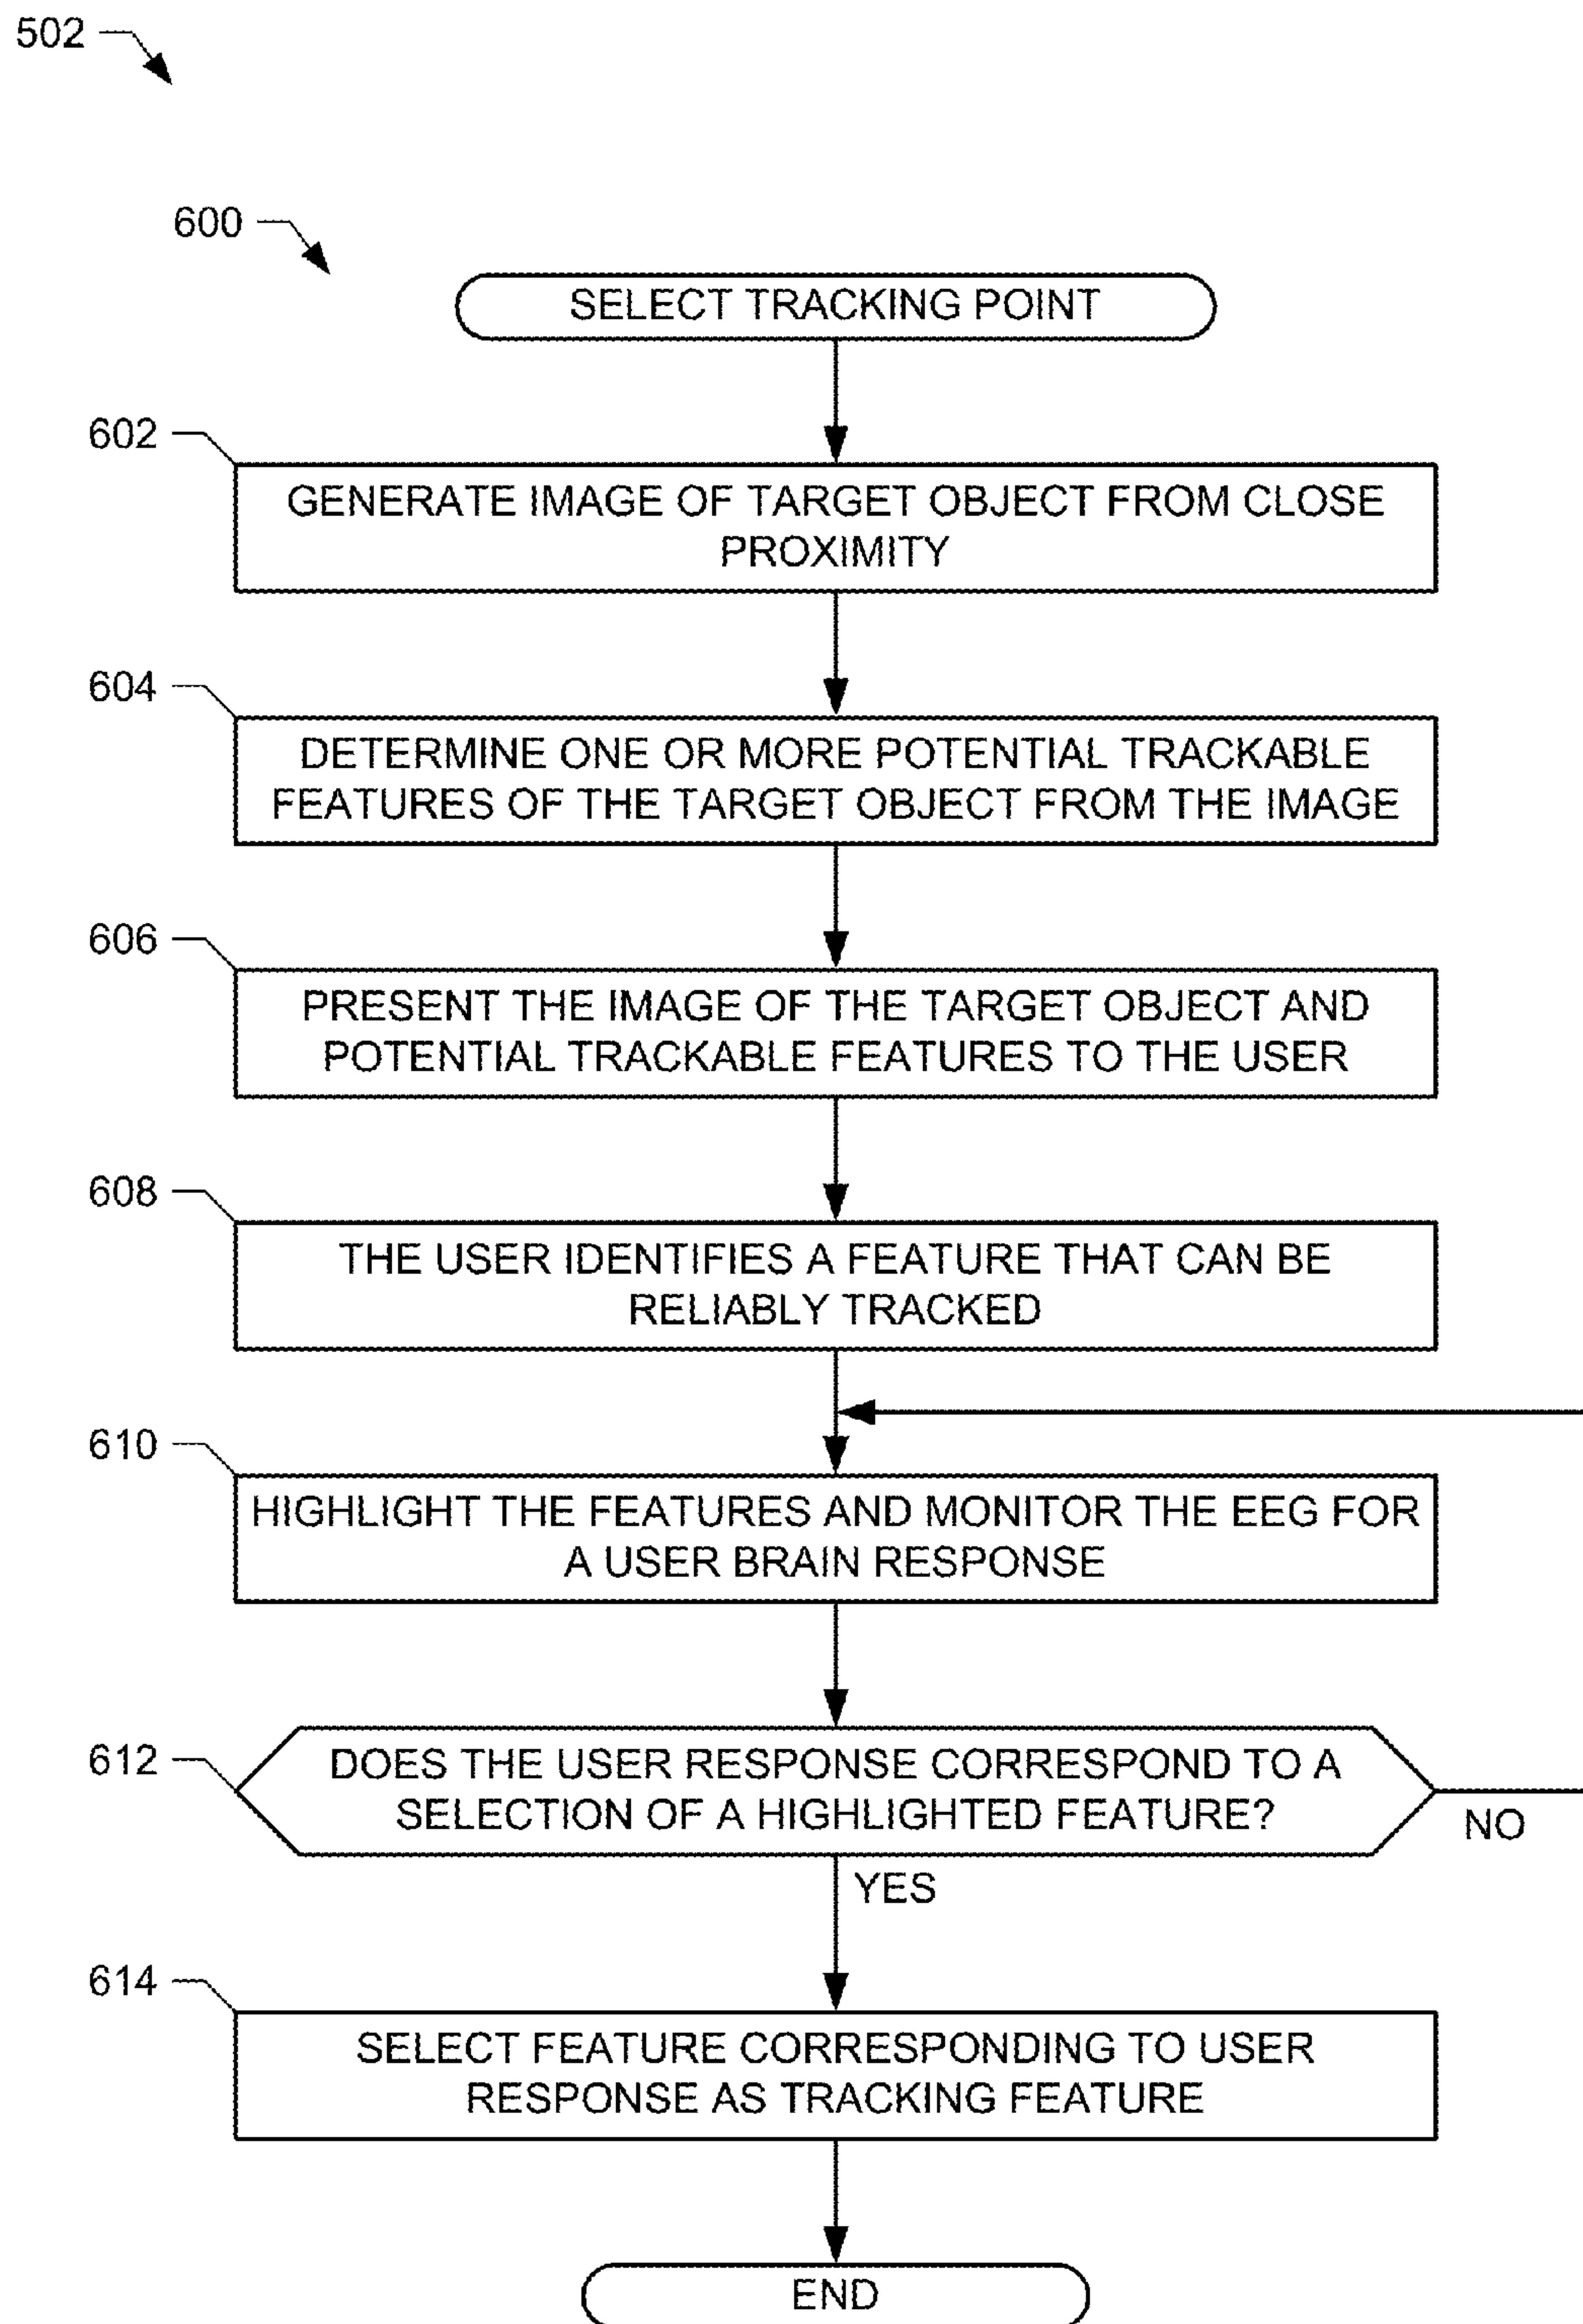 502
600
SELECT TRACKING POINT
602
GENERATE IMAGE OF TARGET OBJECT FROM CLOSE
PROXIMITY
604
DETERMINE ONE OR MORE POTENTIAL TRACKABLE
FEATURES OF THE TARGET OBJECT FROM THE IMAGE
606
PRESENT THE IMAGE OF THE TARGET OBJECT AND
POTENTIAL TRACKABLE FEATURES TO THE USER
608
THE USER IDENTIFIES A FEATURE THAT CAN BE
RELIABLY TRACKED
610
HIGHLIGHT THE FEATURES AND MONITOR THE EEG FOR
A USER BRAIN RESPONSE
612
DOES THE USER RESPONSE CORRESPOND TO A
SELECTION OF A HIGHLIGHTED FEATURE?
NO
YES
614
SELECT FEATURE CORRESPONDING TO USER
RESPONSE AS TRACKING FEATURE
END